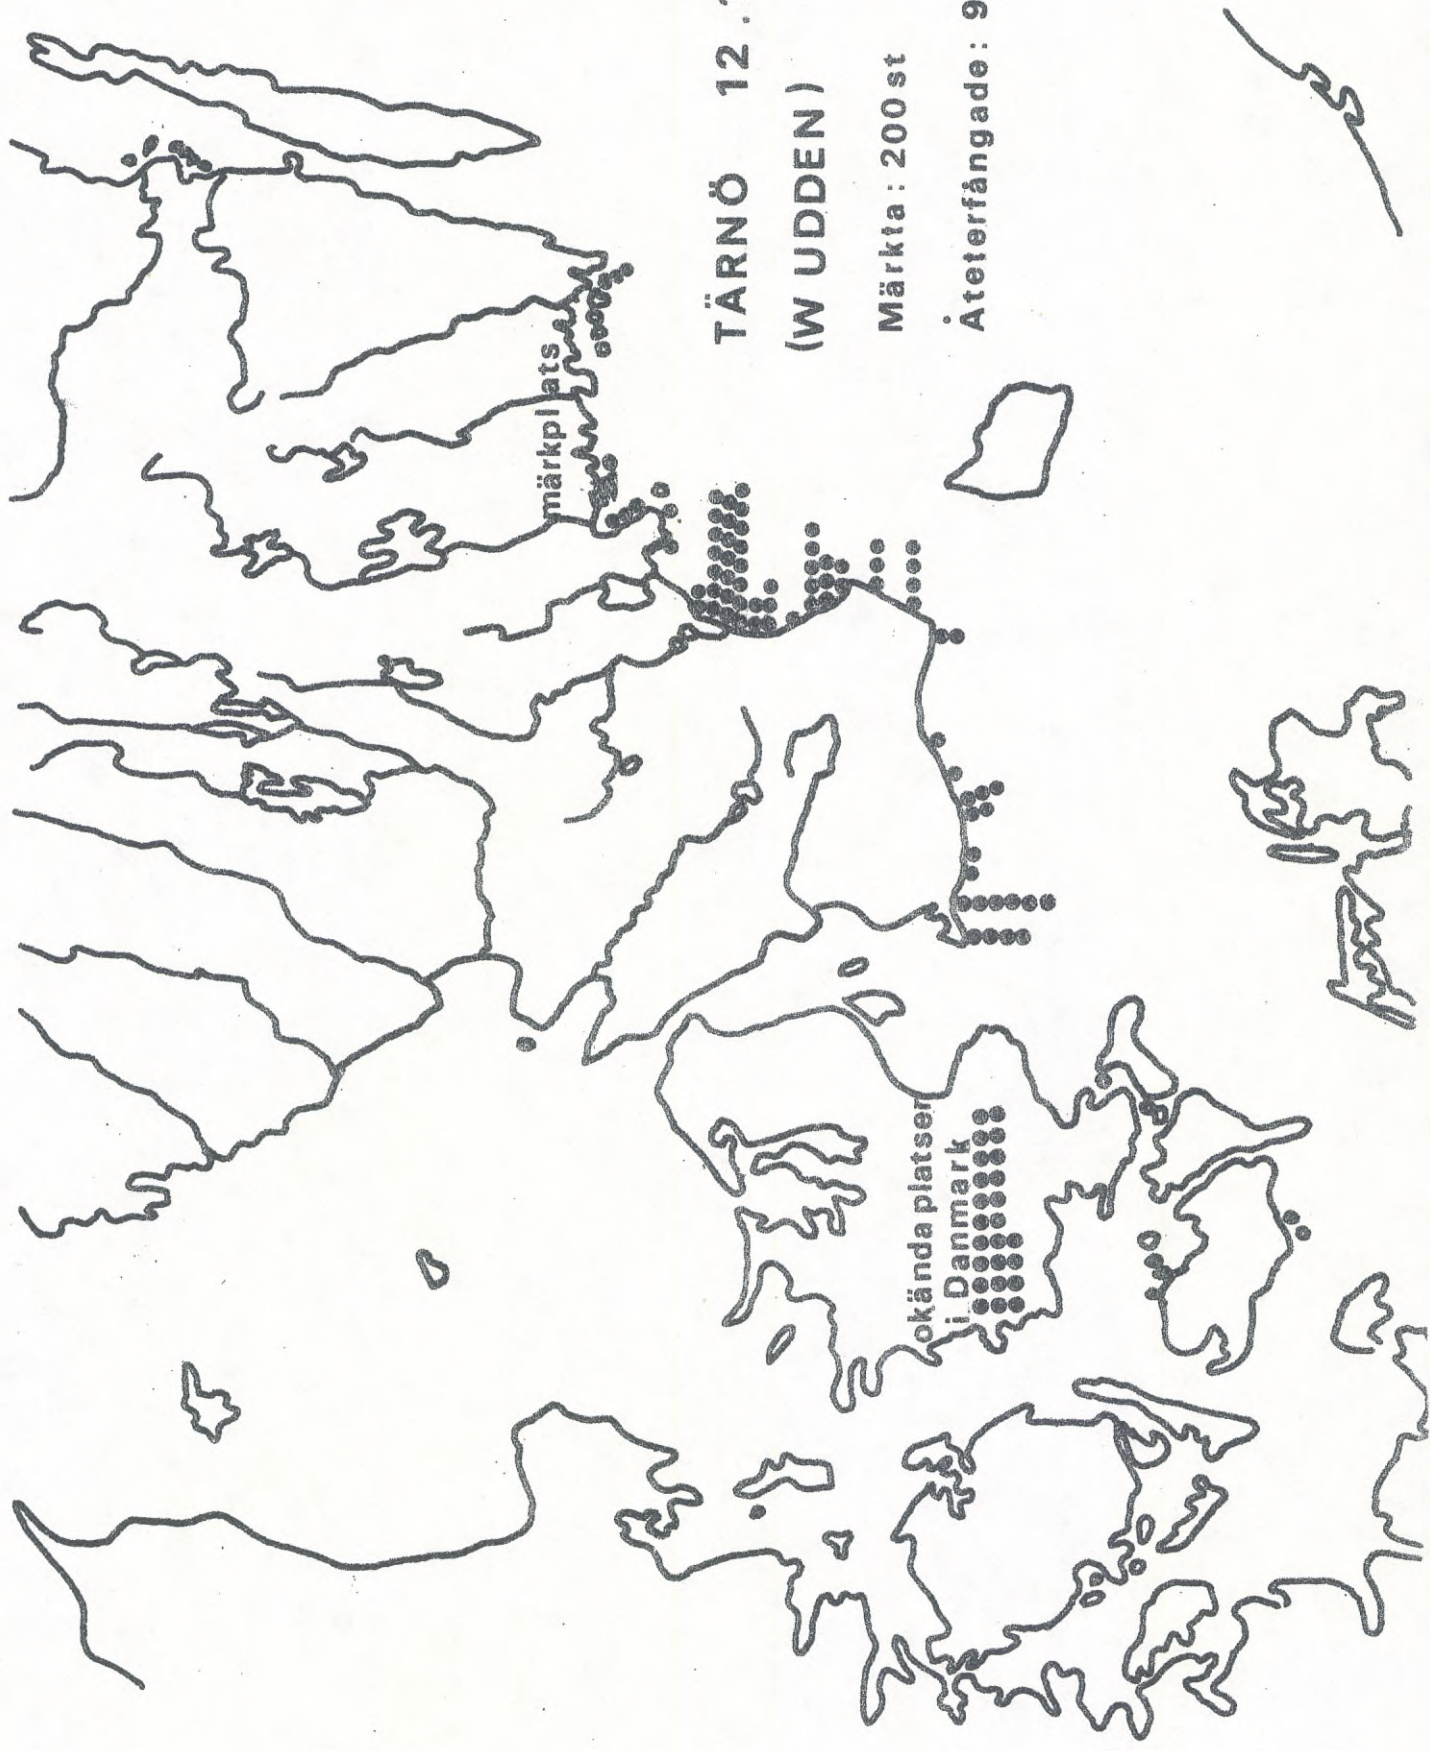 TÄRNÖ 12.
(W UDDEN)
Märkta: 200 st
Återfångade: 9
märkplats
okända platser
i Danmark